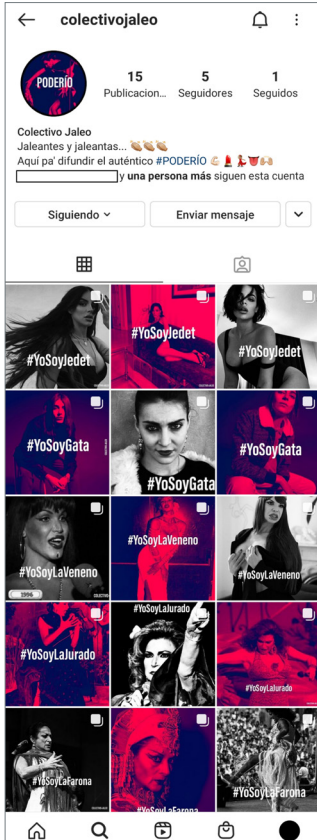 colectivojaleo
PODERÍO
15
5
1
Publicacion...
Seguidores
Seguidos
Colectivo Jaleo
Jaleantes y jaleantas...
Aquí pa' difundir el auténtico #PODERÍO
y una persona más siguen esta cuenta
Siguiendo
Enviar mensaje
#YoSoyJedet
#YoSoyJedet
#YoSoyJedet
#YoSoyGata
#YoSoyGata
#YoSoyGata
#YoSoyLaVeneno
1996
#YoSoyLaVeneno
#YoSoyLaVeneno
#YoSoyLaJurado
#YoSoyLaJurado
#YoSoyLaJurado
#YoSoyLaFarona
#YoSoyLaFarona
#YoSoyLaFarona